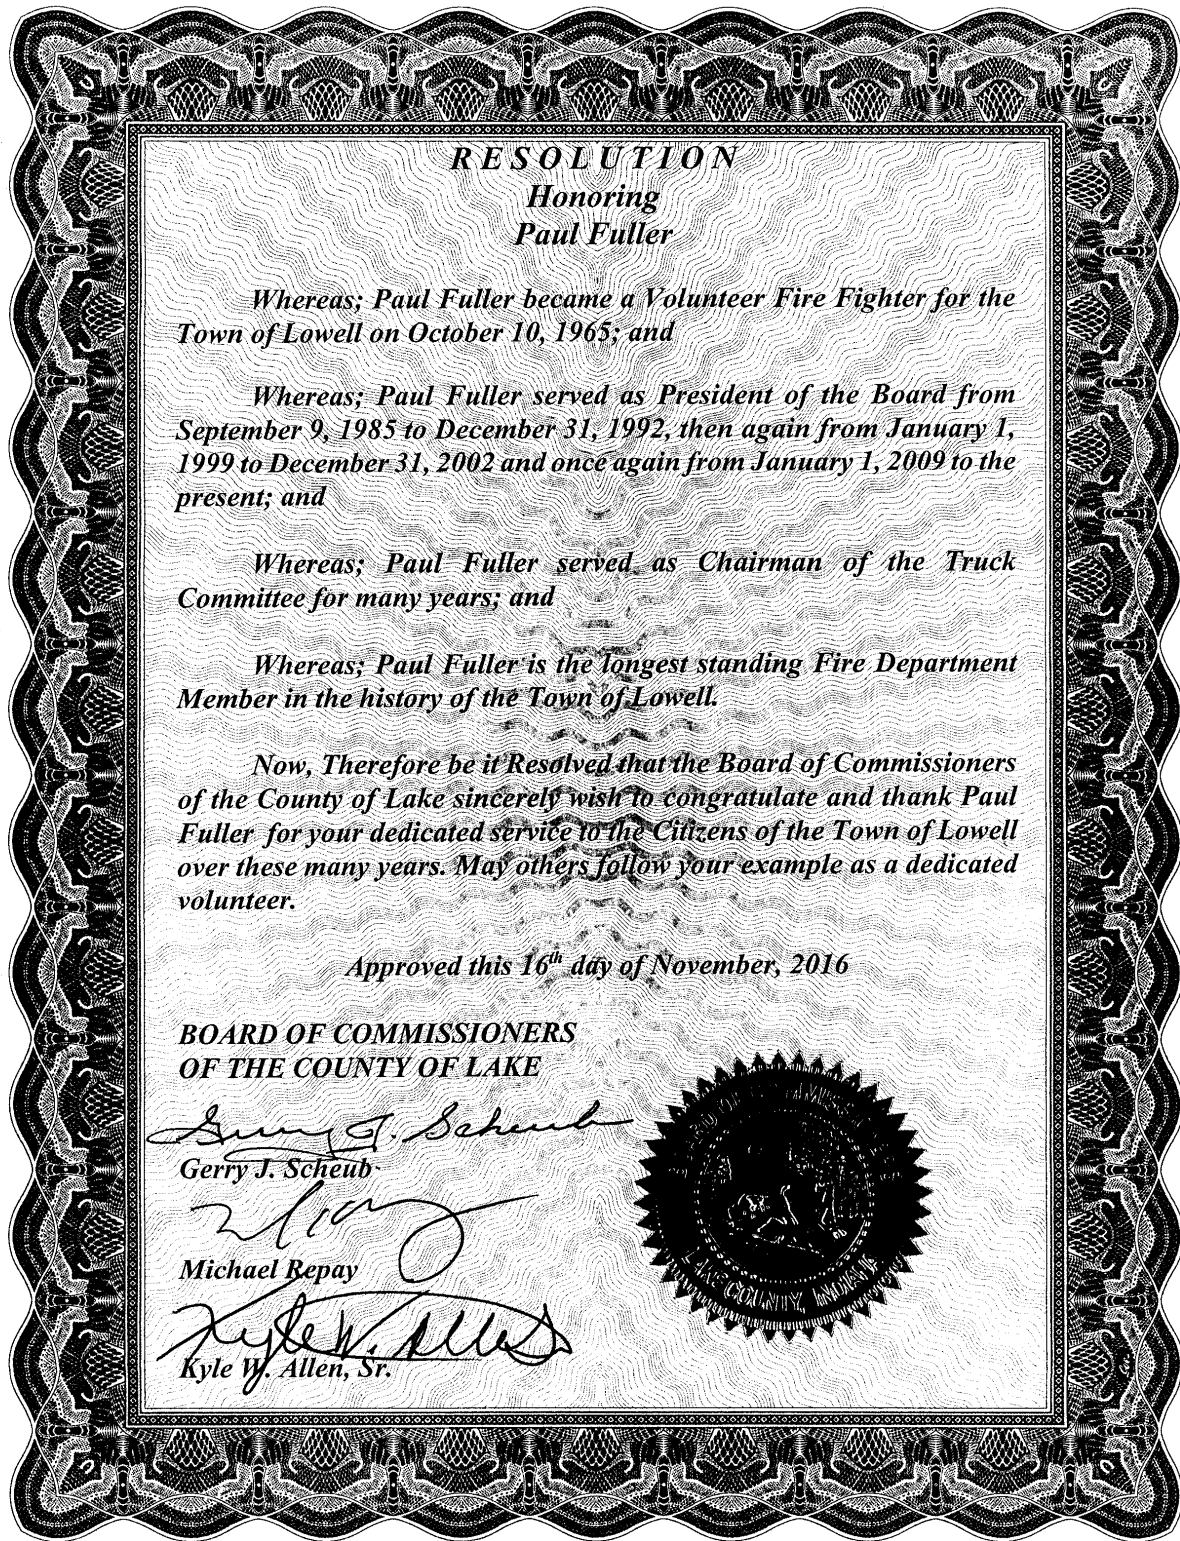 RESOLUTION
Honoring
Paul Fuller
Whereas; Paul Fuller became a Volunteer Fire Fighter for the
Town of Lowell on October 10, 1965; and
Whereas; Paul Fuller served as President of the Board from
September 9, 1985 to December 31, 1992, then again from January 1,
1999 to December 31, 2002 and once again from January 1, 2009 to the
present; and
Whereas; Paul Fuller served as Chairman of the Truck
Committee for many years; and
Whereas; Paul Fuller is the longest standing Fire Department
Member in the history of the Town of Lowell.
Now, Therefore be it Resolved that the Board of Commissioners
of the County of Lake sincerely wish to congratulate and thank Paul
Fuller for your dedicated service to the Citizens of the Town of Lowell
over these many years. May others follow your example as a dedicated
volunteer.
Approved this 16th day of November, 2016
BOARD OF COMMISSIONERS
OF THE COUNTY OF LAKE
Gerry J. Scheub
Gerry J. Scheub
Michael Repay
Kyle W. Allen Sr
Kyle W. Allen, Sr.
LAKE COUNTY, INDIANA